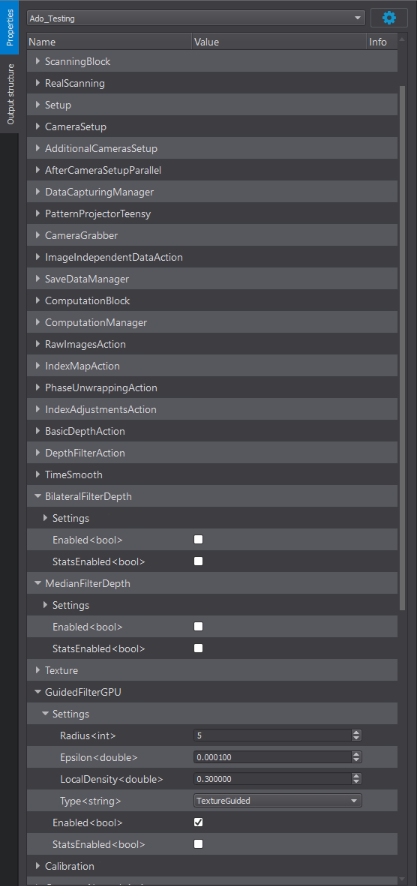 Properties
Output structure
Ado_Testing
Name Value Info
ScanningBlock
RealScanning
Setup
CameraSetup
AdditionalCamerasSetup
AfterCameraSetupParallel
DataCapturingManager
PatternProjectorTeensy
CameraGrabber
ImageIndependentDataAction
SaveDataManager
ComputationBlock
ComputationManager
RawImagesAction
IndexMapAction
PhaseUnwrappingAction
IndexAdjustmentsAction
BasicDepthAction
DepthFilterAction
TimeSmooth
BilateralFilterDepth
Settings
Enabled<bool>
StatsEnabled<bool>
MedianFilterDepth
Settings
Enabled<bool>
StatsEnabled<bool>
Texture
GuidedFilterGPU
Settings
Radius<int> 5
Epsilon<double> 0.000100
LocalDensity<double> 0.300000
Type<string> TextureGuided
Enabled<bool>
StatsEnabled<bool>
Calibration